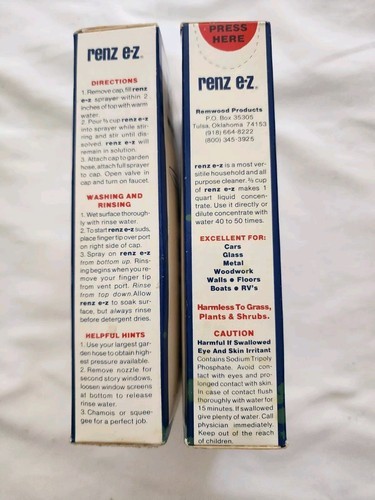 renz e-z.
DIRECTIONS
1. Remove cap, fill renz
e-z sprayer within 2
inches of top with warm
water.
2. Pour ⅓ cup renz e-z
into sprayer while stir-
ring and stir until dis-
solved. renz e-z will
remain in solution.
3. Attach cap to garden
hose, attach full sprayer
to cap. Open valve in
cap and turn on faucet.
WASHING AND
RINSING
1. Wet surface thorough-
ly with rinse water.
2. To start renz e-z suds,
place finger tip over port
on right side of cap.
3. Spray on renz e-z
from bottom up. Rins-
ing begins when you re-
move your finger tip
from vent port. Rinse
from top down. Allow
renz e-z to soak sur-
face, but always rinse
before detergent dries.
HELPFUL HINTS
1. Use your largest gar-
den hose to obtain high-
est pressure available.
2. Remove nozzle for
second story windows,
loosen window screens
at bottom to release
rinse water.
3. Chamois or squee-
gee for a perfect job.
PRESS
HERE
renz e-z.
Remwood Products
P.O. Box 35305
Tulsa, Oklahoma 74153
(918) 664-8222
(800) 345-3925
renz e-z is a most ver-
sitile household and all
purpose cleaner. ⅓ cup
of renz e-z makes 1
quart liquid concen-
trate. Use it directly or
dilute concentrate with
water 40 to 50 times.
EXCELLENT FOR:
Cars
Glass
Metal
Woodwork
Walls • Floors
Boats • RV's
Harmless To Grass,
Plants & Shrubs.
CAUTION
Harmful If Swallowed
Eye And Skin Irritant
Contains Sodium Tripoly
Phosphate. Avoid con-
tact with eyes and pro-
longed contact with skin.
In case of contact flush
thoroughly with water for
15 minutes. If swallowed
give plenty of water. Call
physician immediately.
Keep out of the reach
of children.